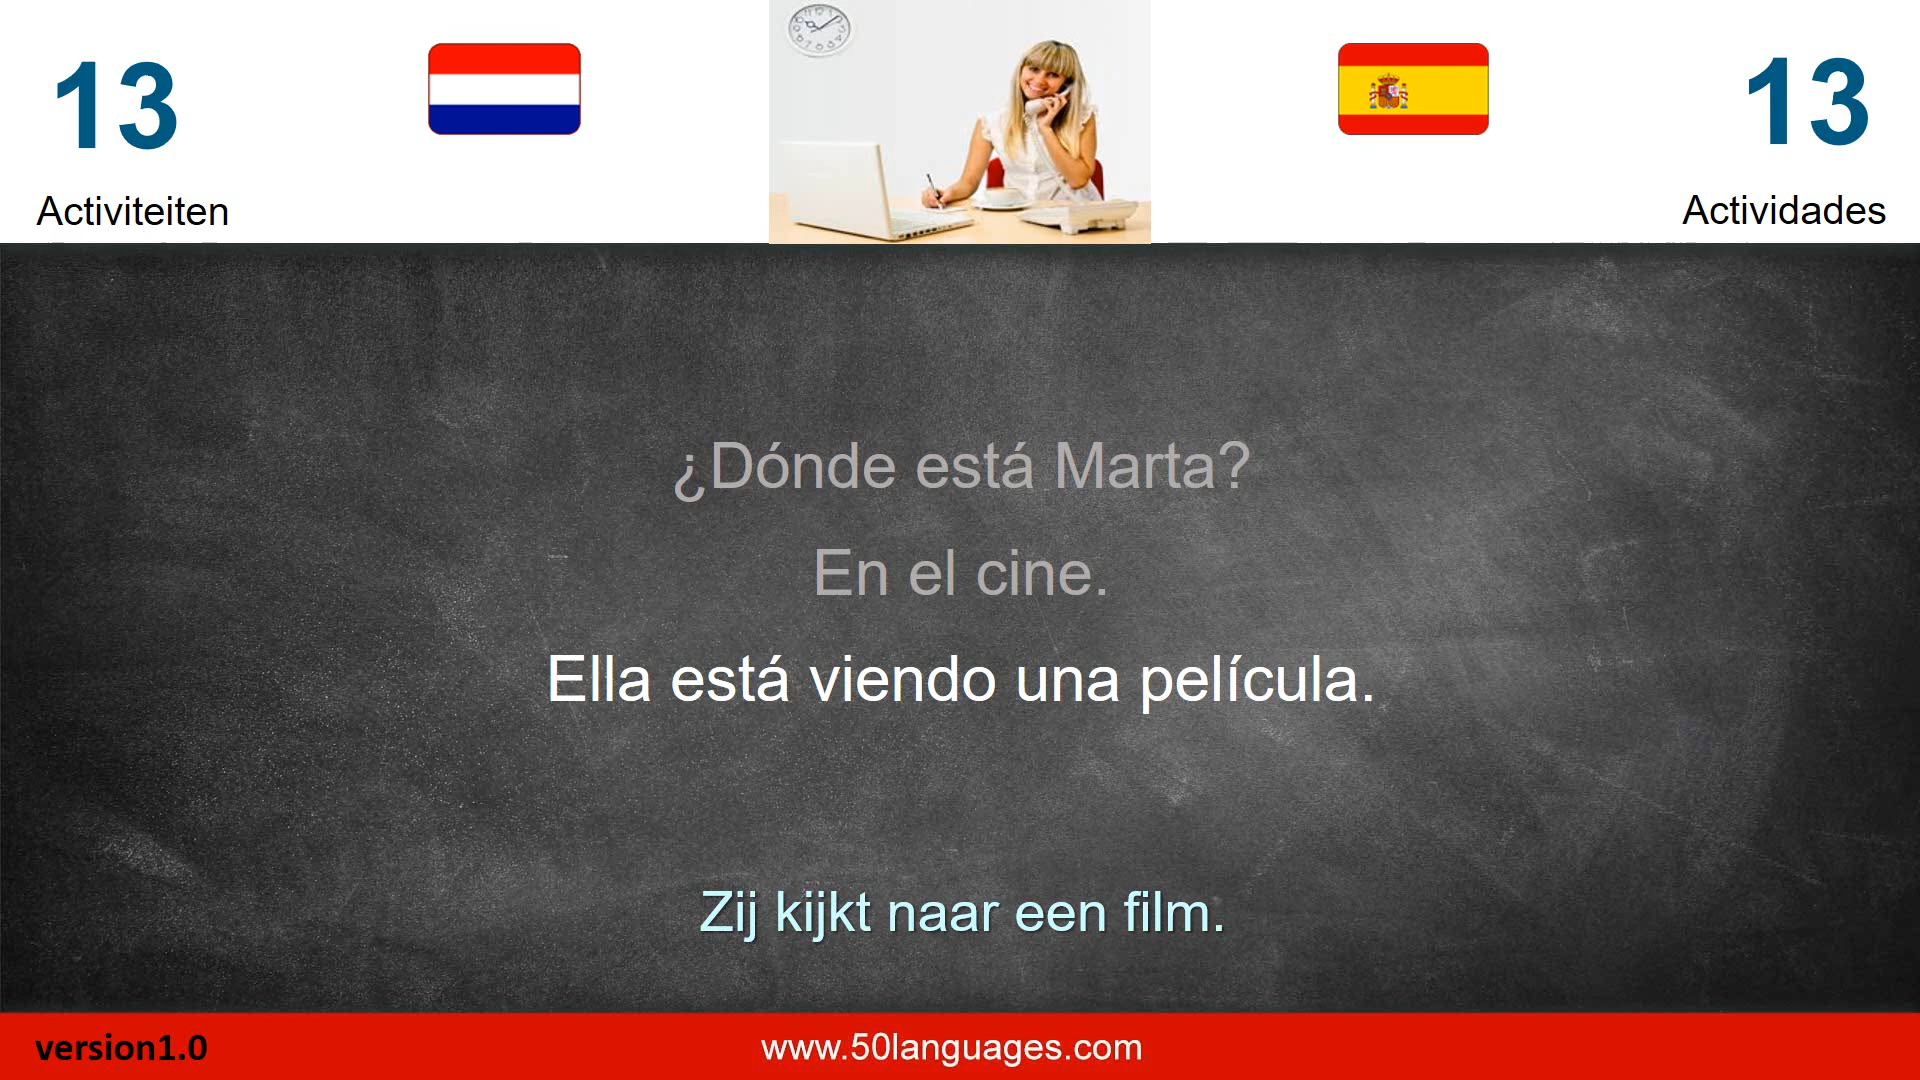 13
13
Activiteiten
Actividades
¿Dónde está Marta?
En el cine.
Ella está viendo una película.
Zij kijkt naar een film.
version1.0
www.50languages.com